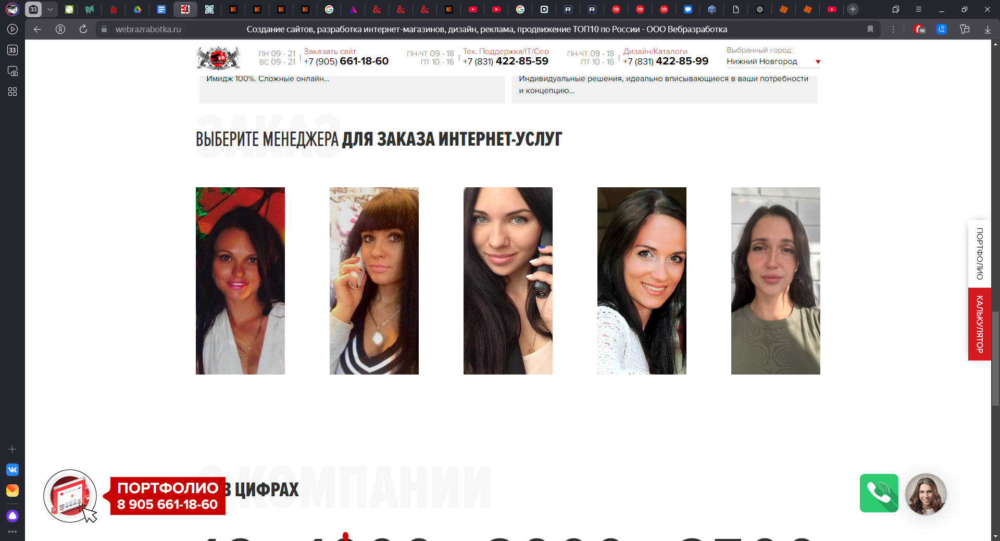 33
webrazrabotka.ru
Создание сайтов, разработка интернет-магазинов, дизайн, реклама, продвижение ТОП10 по России - ООО Вебразработка
16
33
ПН 09 - 21
ВС 09 - 21
Заказать сайт
+7 (905) 661-18-60
ПН-ЧТ 09 - 18
ПТ 10 - 16
Тех. Поддержка/IT/Сео
+7 (831) 422-85-59
ПН-ЧТ 09 - 18
ПТ 10 - 16
Дизайн/Каталоги
+7 (831) 422-85-99
Выбранный город:
Нижний Новгород
Имидж 100%. Сложные онлайн...
Индивидуальные решения, идеально вписывающиеся в ваши потребности
и концепцию...
ЗАКАЗ
ВЫБЕРИТЕ МЕНЕДЖЕРА ДЛЯ ЗАКАЗА ИНТЕРНЕТ-УСЛУГ
ПОРТФОЛИО
КАЛЬКУЛЯТОР
О КОМПАНИИ
В ЦИФРАХ
ПОРТФОЛИО
8 905 661-18-60